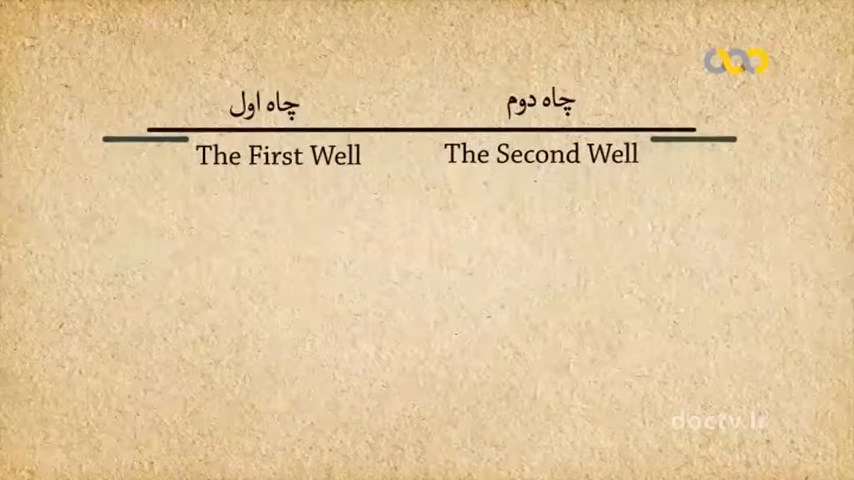 چاه اول
چاه دوم
The First Well
The Second Well
doctv.ir